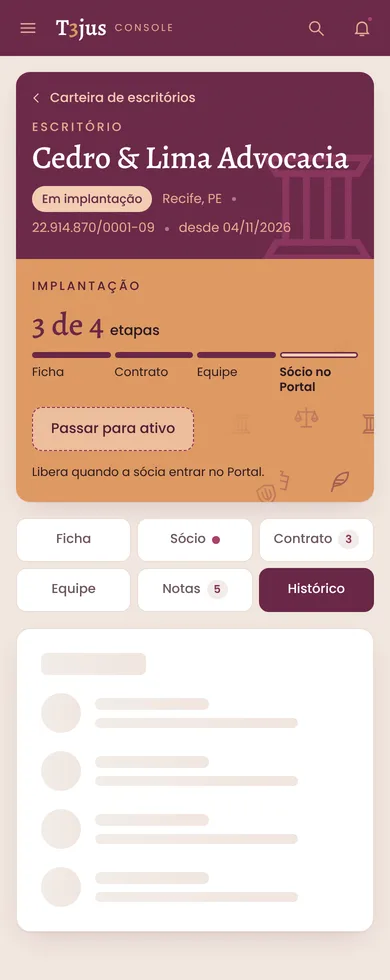 T3jus CONSOLE
Carteira de escritórios
ESCRITÓRIO
Cedro & Lima Advocacia
Em implantação Recife, PE •
22.914.870/0001-09 • desde 04/11/2026
IMPLANTAÇÃO
3 de 4 etapas
Ficha Contrato Equipe Sócio no
Portal
Passar para ativo
Libera quando a sócia entrar no Portal.
Ficha Sócio Contrato 3
Equipe Notas 5 Histórico